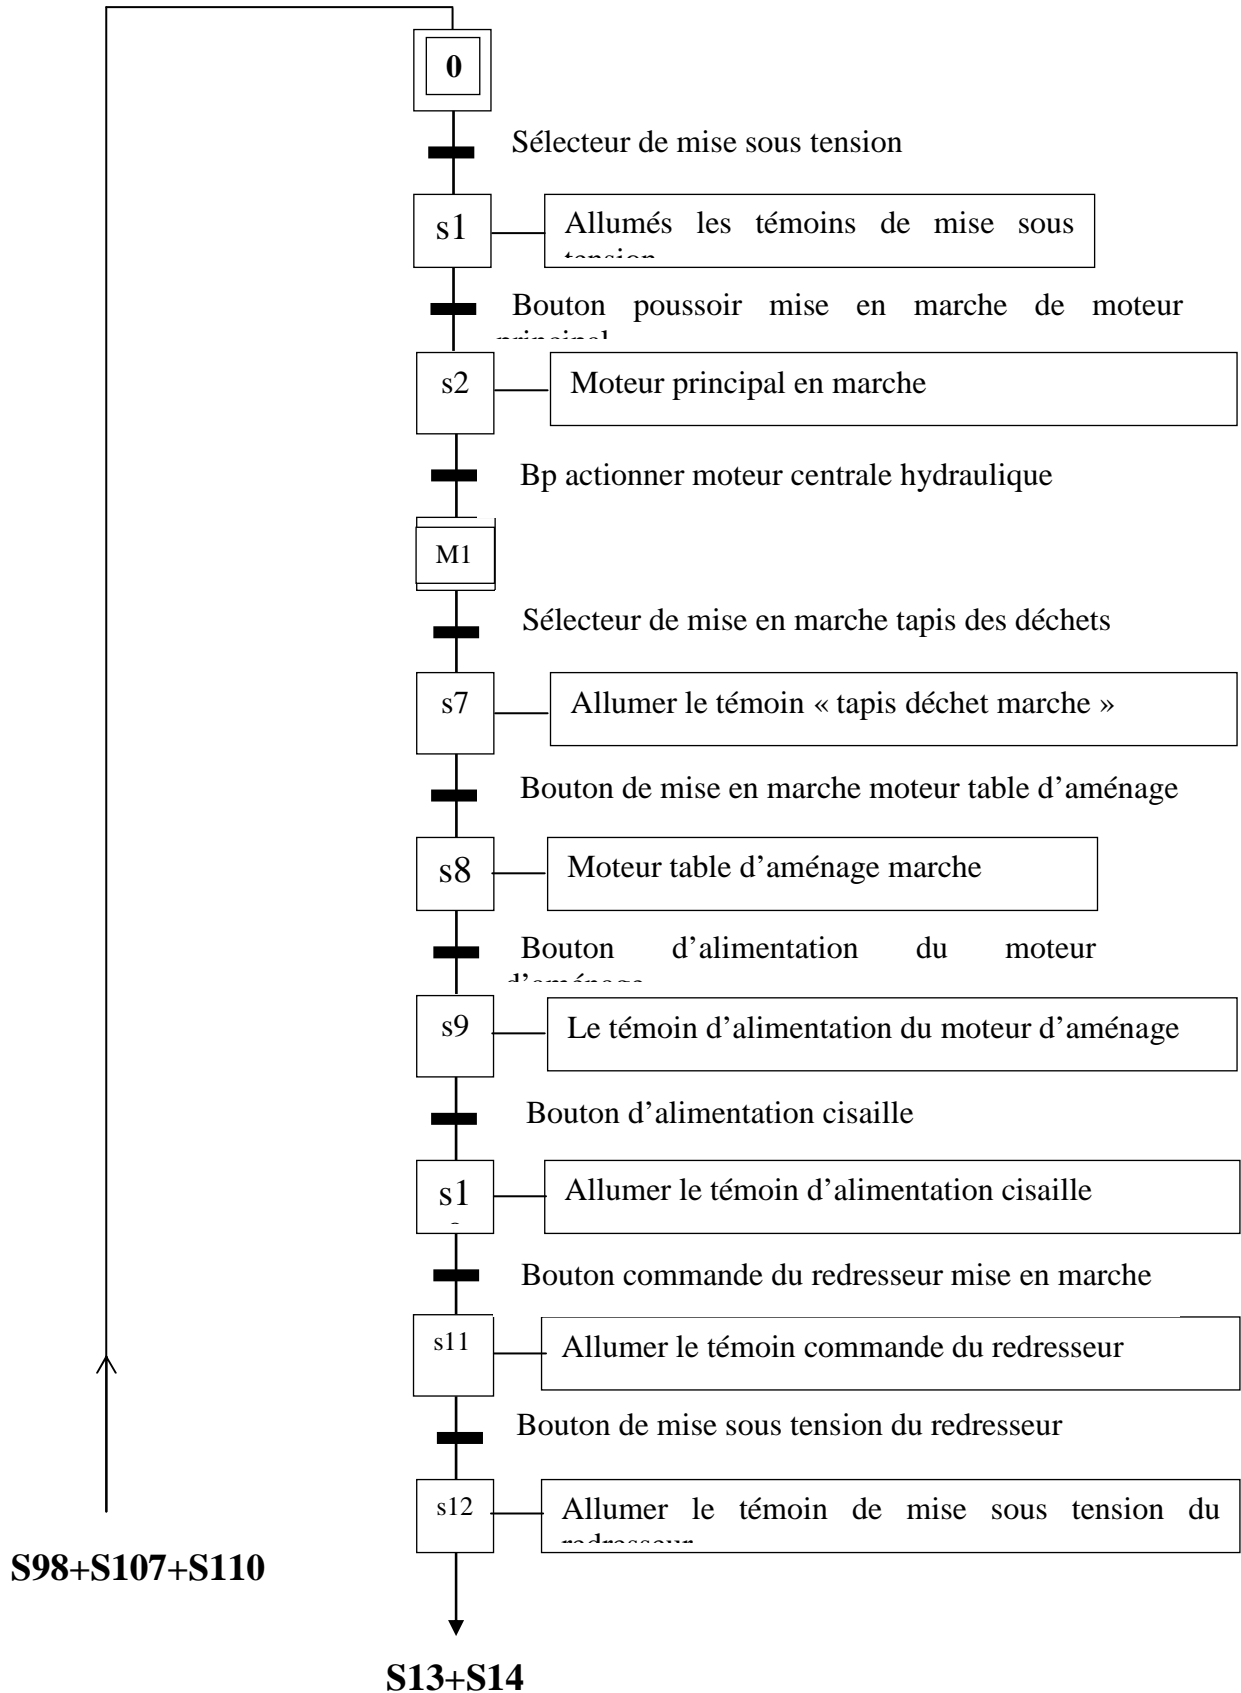 0
Sélecteur de mise sous tension
s1
Allumés les témoins de mise sous
tension
Bouton poussoir mise en marche de moteur
principal
s2
Moteur principal en marche
Bp actionner moteur centrale hydraulique
M1
Sélecteur de mise en marche tapis des déchets
s7
Allumer le témoin « tapis déchet marche »
Bouton de mise en marche moteur table d’aménage
s8
Moteur table d’aménage marche
Bouton d’alimentation du moteur
d’aménage
s9
Le témoin d’alimentation du moteur d’aménage
Bouton d’alimentation cisaille
s1
Allumer le témoin d’alimentation cisaille
Bouton commande du redresseur mise en marche
s11
Allumer le témoin commande du redresseur
Bouton de mise sous tension du redresseur
s12
Allumer le témoin de mise sous tension du
redresseur
S98+S107+S110
S13+S14